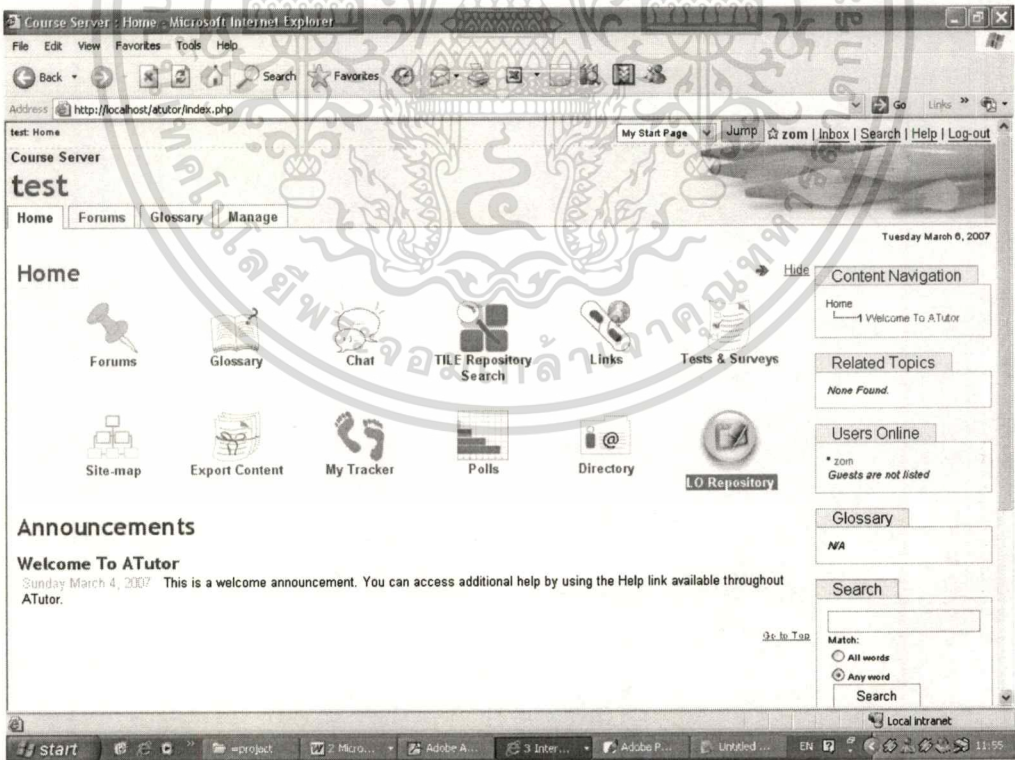 Course Server : Home - Microsoft Internet Explorer
File Edit View Favorites Tools Help
Back Search Favorites
Address http://localhost/atutor/index.php Go Links »
test: Home My Start Page Jump zom | Inbox | Search | Help | Log-out
Course Server
test
Home Forums Glossary Manage
Tuesday March 6, 2007
Home
Hide
Forums Glossary Chat TILE Repository Search Links Tests & Surveys
Site-map Export Content My Tracker Polls Directory LO Repository
Announcements
Welcome To ATutor
Sunday March 4, 2007 This is a welcome announcement. You can access additional help by using the Help link available throughout
ATutor.
Go to Top
Content Navigation
Home
1 Welcome To ATutor
Related Topics
None Found.
Users Online
zom
Guests are not listed
Glossary
N/A
Search
Match:
All words
Any word
Search
Local intranet
start project 2 Micro... Adobe A... 3 Inter... Adobe P... Untitled ... EN 11:55